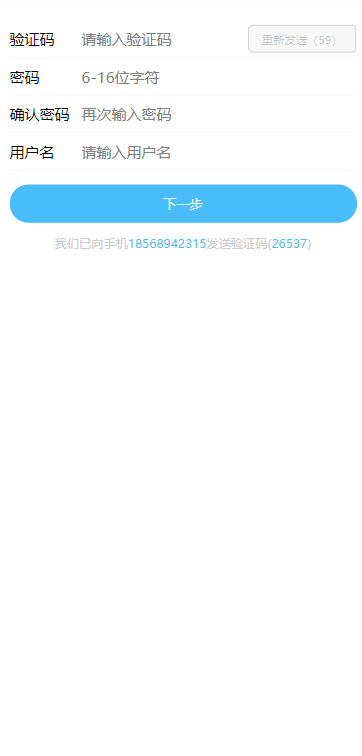 验证码 请输入验证码 重新发送（59）
密码 6-16位字符
确认密码 再次输入密码
用户名 请输入用户名
下一步
我们已向手机18568942315发送验证码(26537)